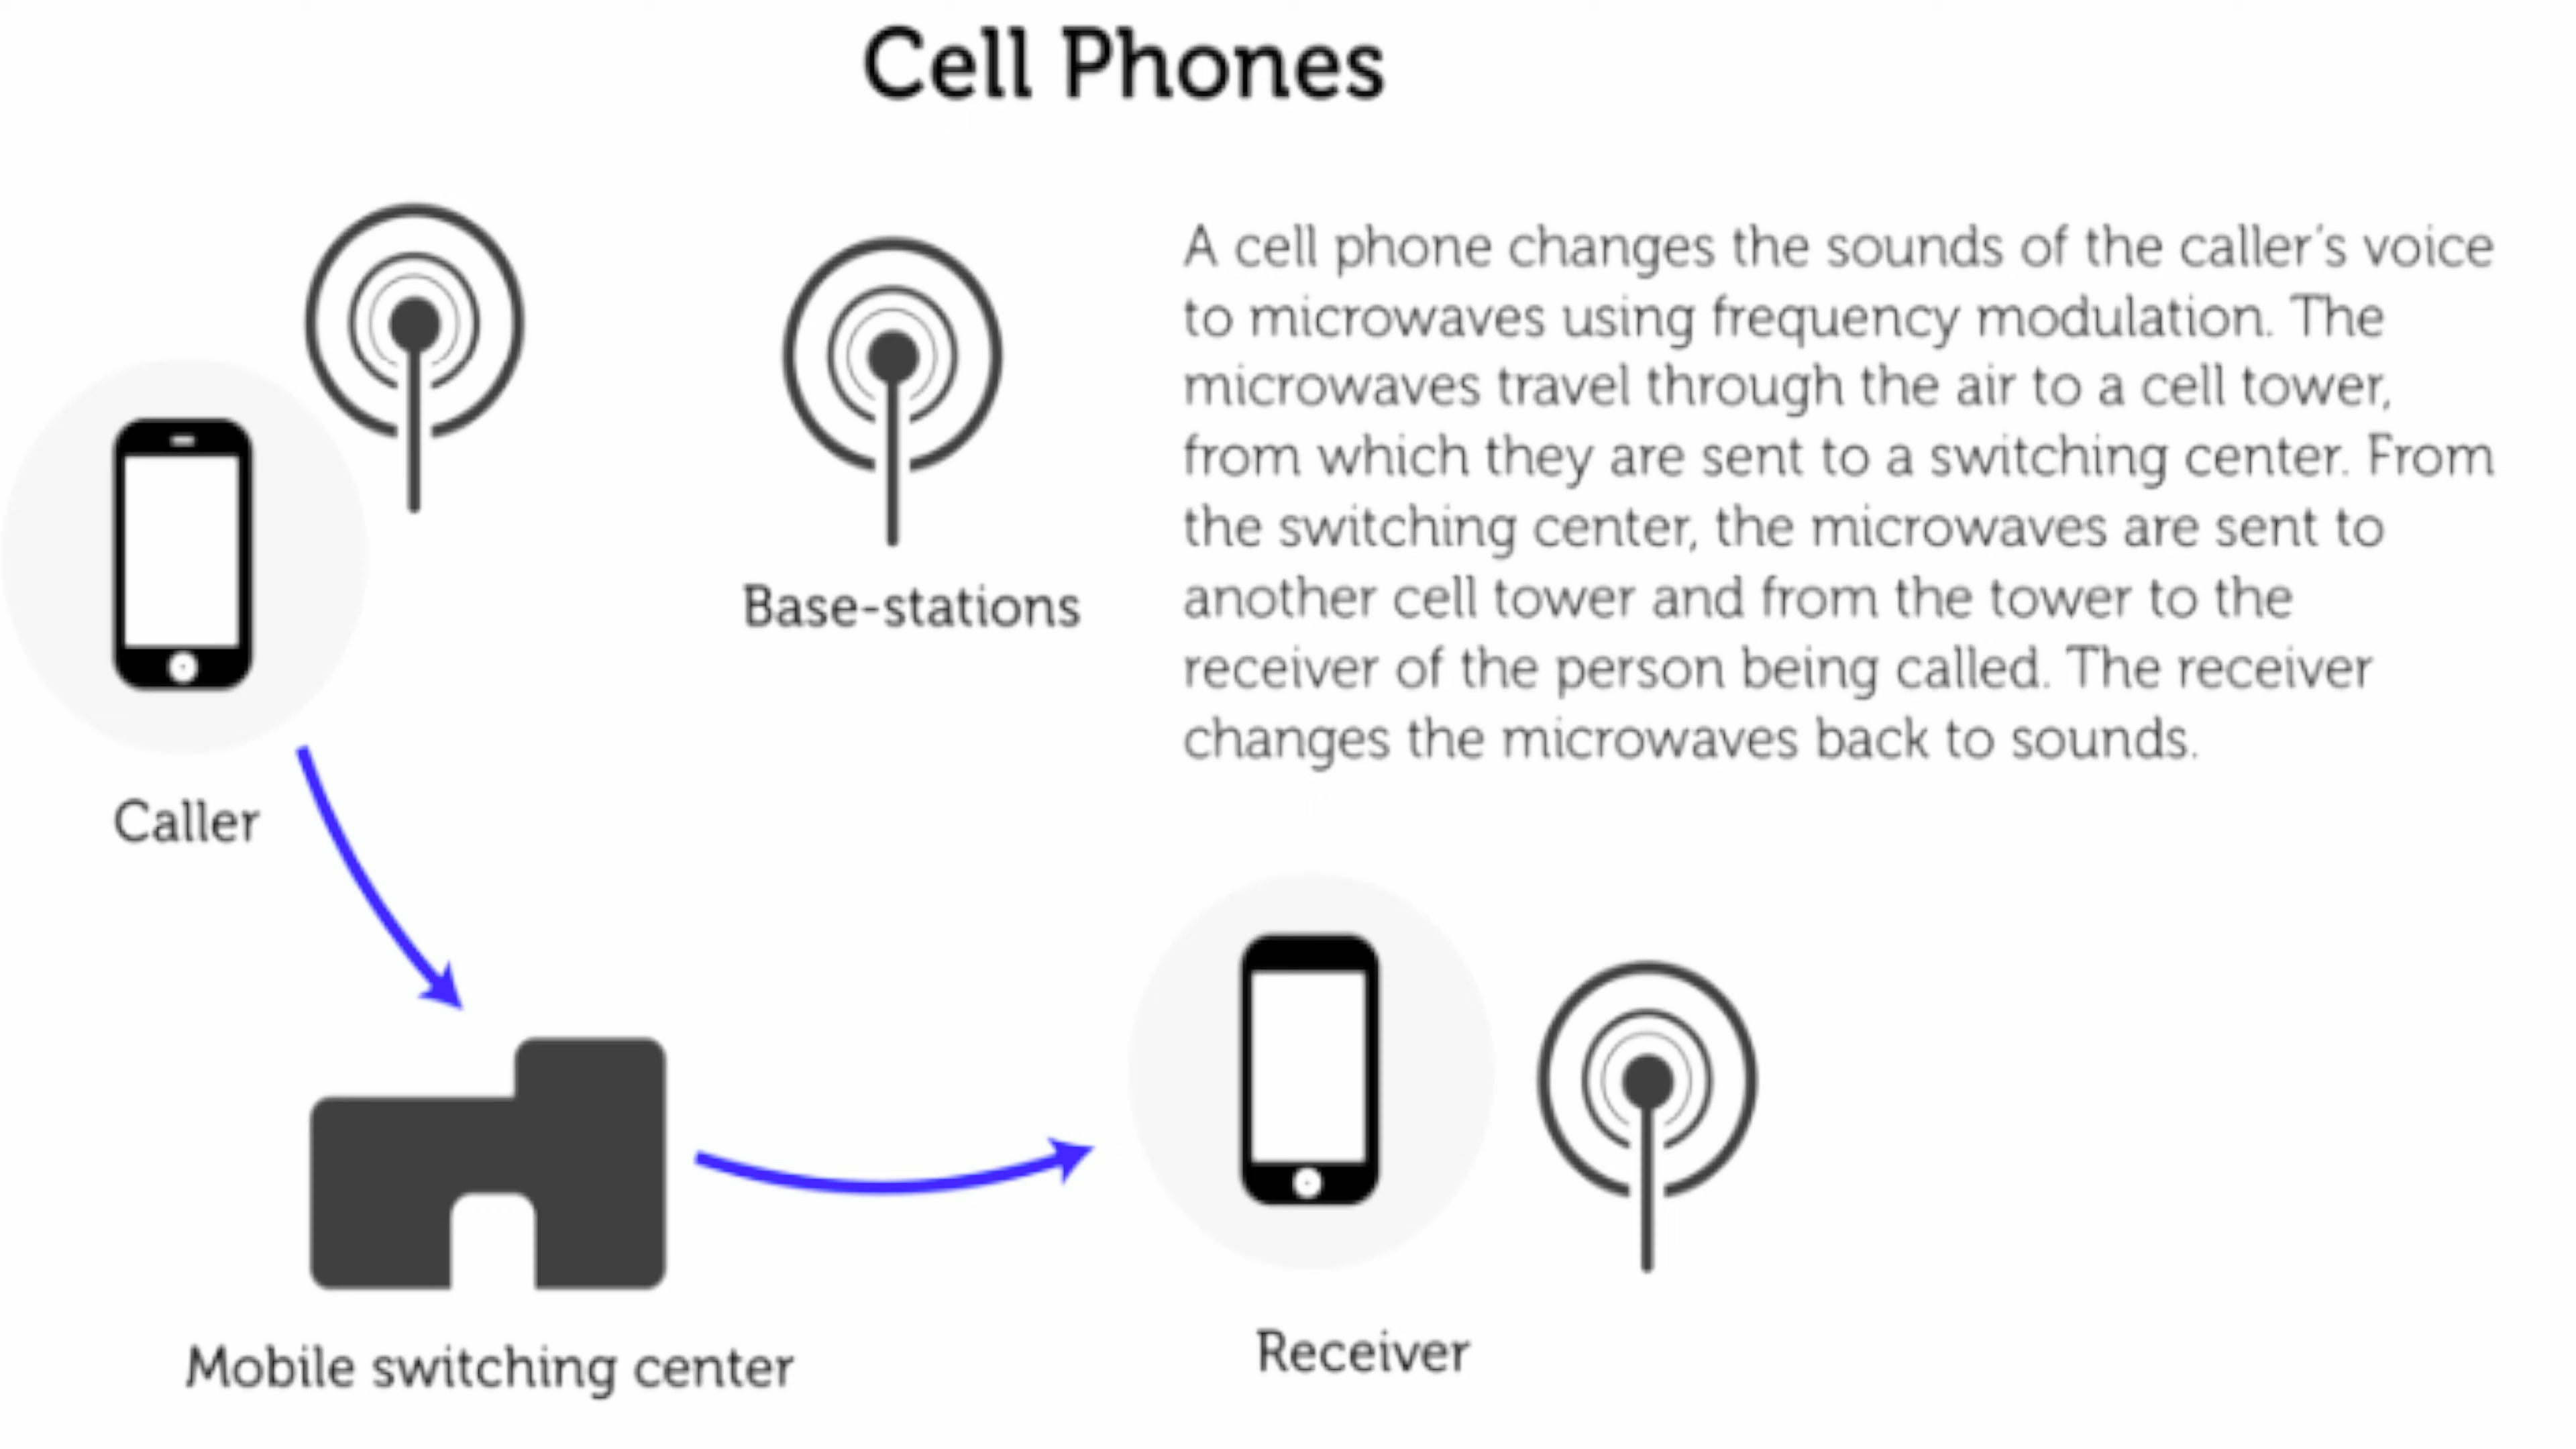 Cell Phones
A cell phone changes the sounds of the caller's voice
to microwaves using frequency modulation. The
microwaves travel through the air to a cell tower,
from which they are sent to a switching center. From
the switching center, the microwaves are sent to
another cell tower and from the tower to the
receiver of the person being called. The receiver
changes the microwaves back to sounds.
Base-stations
Caller
Mobile switching center
Receiver